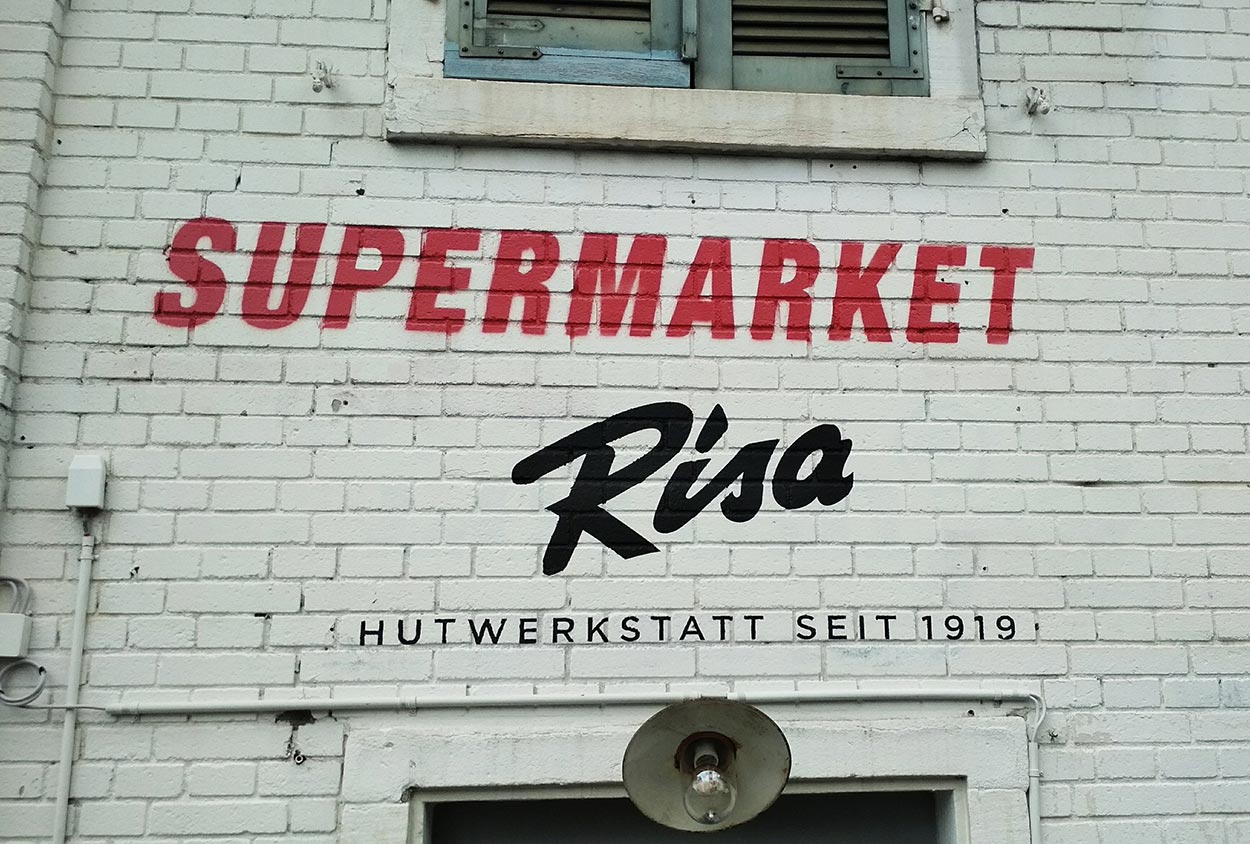 SUPERMARKET
Risa
HUTWERKSTATT SEIT 1919